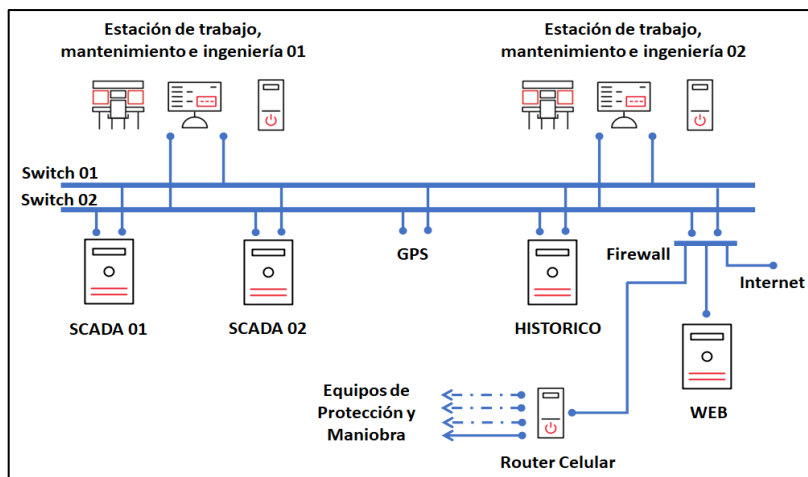 Estación de trabajo,
mantenimiento e ingeniería 01
Estación de trabajo,
mantenimiento e ingeniería 02
Switch 01
Switch 02
GPS
Firewall
Internet
SCADA 01
SCADA 02
HISTORICO
WEB
Equipos de
Protección y
Maniobra
Router Celular